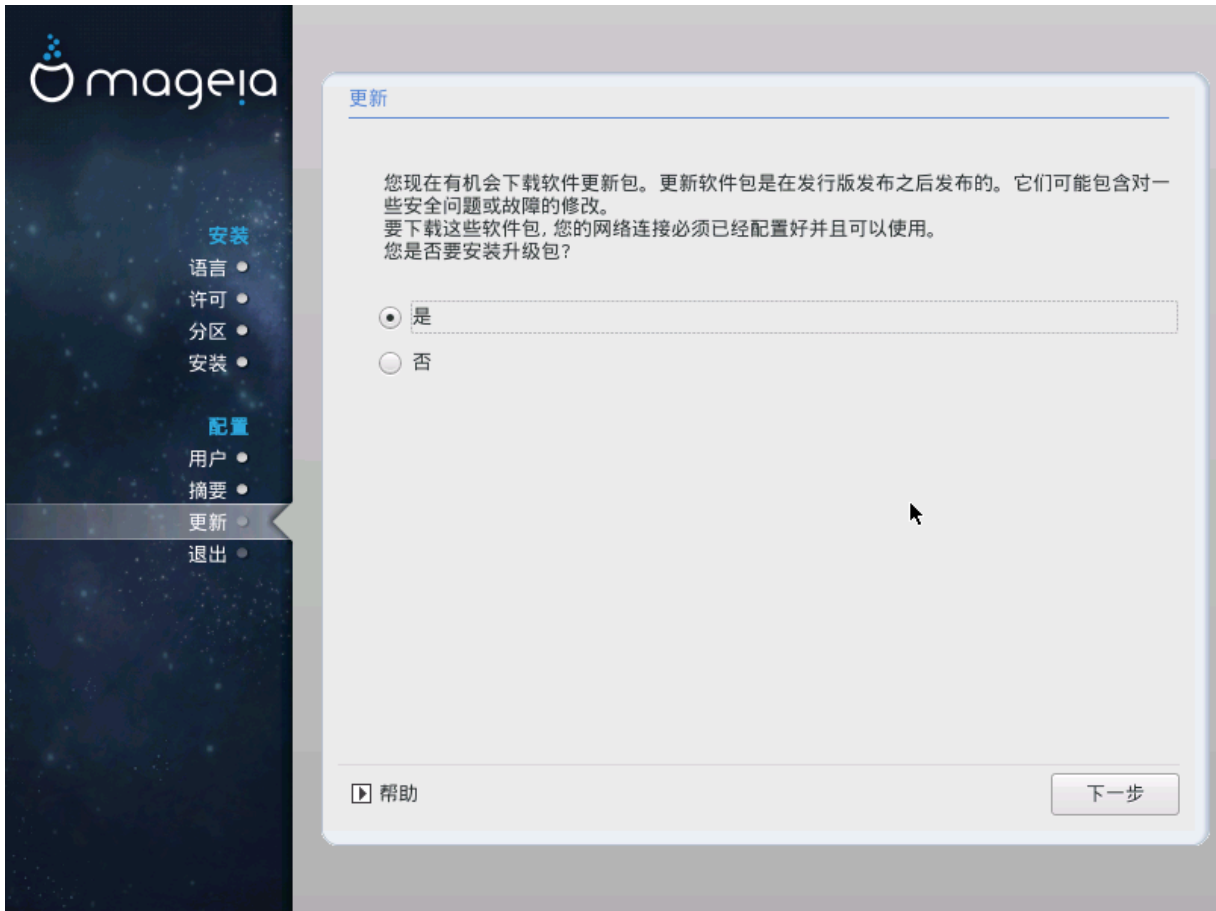 mageia
安装
语言
许可
分区
安装
配置
用户
摘要
更新
退出
更新
您现在有机会下载软件更新包。更新软件包是在发行版发布之后发布的。它们可能包含对一
些安全问题或故障的修改。
要下载这些软件包, 您的网络连接必须已经配置好并且可以使用。
您是否要安装升级包?
是
否
帮助
下一步